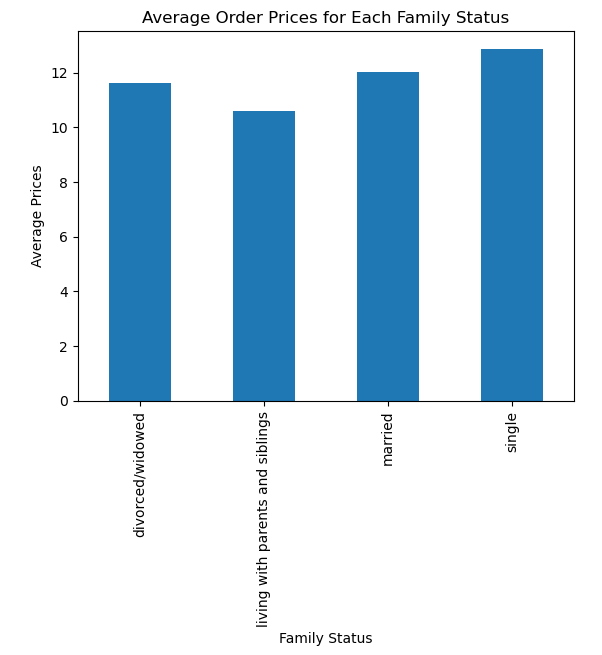 Average Order Prices for Each Family Status
Average Prices
12
10
8
6
4
2
0
divorced/widowed
living with parents and siblings
married
single
Family Status